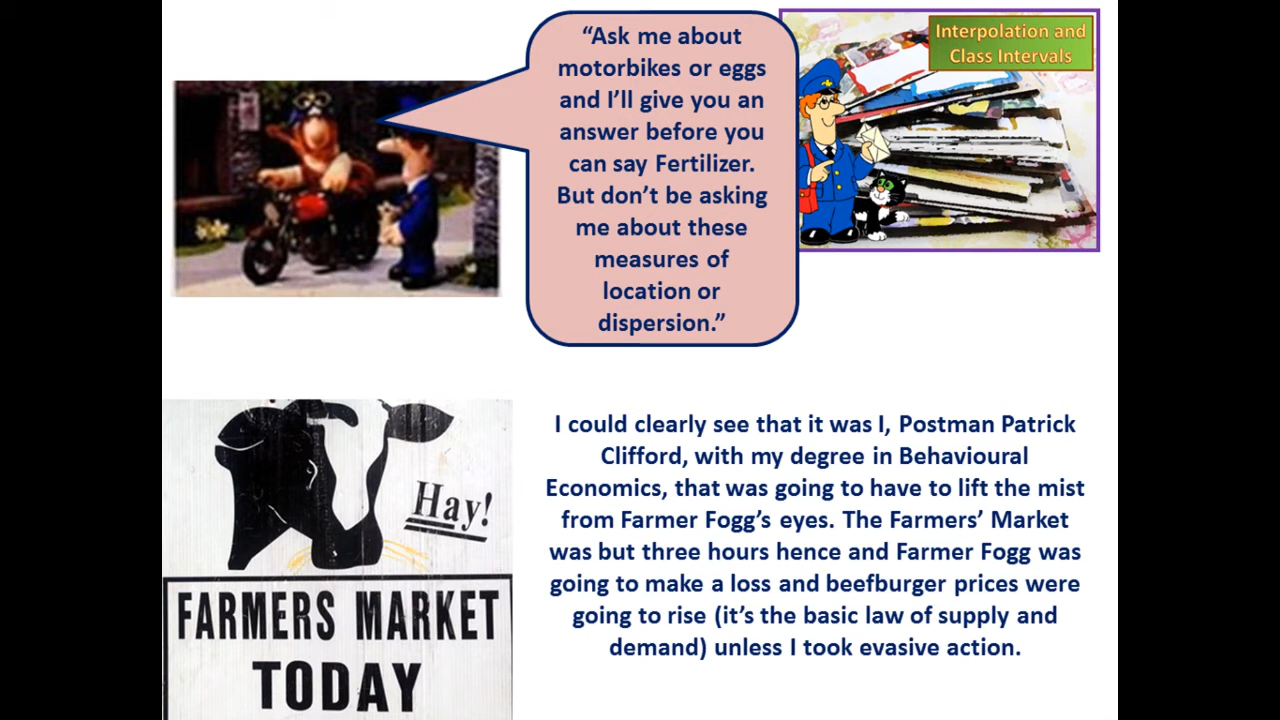 “Ask me about
motorbikes or eggs
and I’ll give you an
answer before you
can say Fertilizer.
But don’t be asking
me about these
measures of
location or
dispersion.”
Interpolation and
Class Intervals
Hay!
FARMERS MARKET
TODAY
I could clearly see that it was I, Postman Patrick
Clifford, with my degree in Behavioural
Economics, that was going to have to lift the mist
from Farmer Fogg’s eyes. The Farmers’ Market
was but three hours hence and Farmer Fogg was
going to make a loss and beefburger prices were
going to rise (it’s the basic law of supply and
demand) unless I took evasive action.